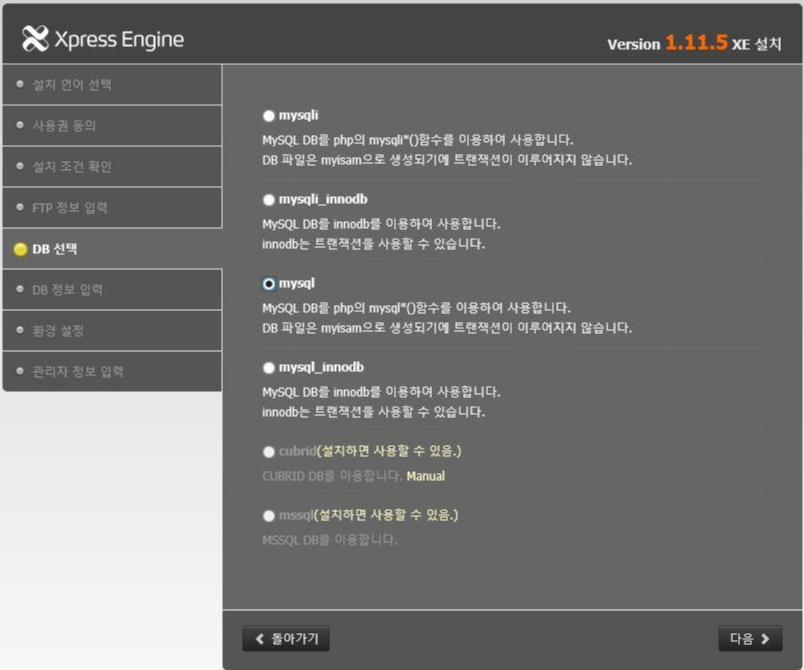 Xpress Engine
Version 1.11.5 XE 설치
설치 언어 선택
사용권 동의
설치 조건 확인
FTP 정보 입력
DB 선택
DB 정보 입력
환경 설정
관리자 정보 입력
mysqli
MySQL DB를 php의 mysqli*()함수를 이용하여 사용합니다.
DB 파일은 myisam으로 생성되기에 트랜잭션이 이루어지지 않습니다.
mysqli_innodb
MySQL DB를 innodb를 이용하여 사용합니다.
innodb는 트랜잭션을 사용할 수 있습니다.
mysql
MySQL DB를 php의 mysql*()함수를 이용하여 사용합니다.
DB 파일은 myisam으로 생성되기에 트랜잭션이 이루어지지 않습니다.
mysql_innodb
MySQL DB를 innodb를 이용하여 사용합니다.
innodb는 트랜잭션을 사용할 수 있습니다.
cubrid(설치하면 사용할 수 있음.)
CUBRID DB를 이용합니다. Manual
mssql(설치하면 사용할 수 있음.)
MSSQL DB를 이용합니다.
돌아가기
다음